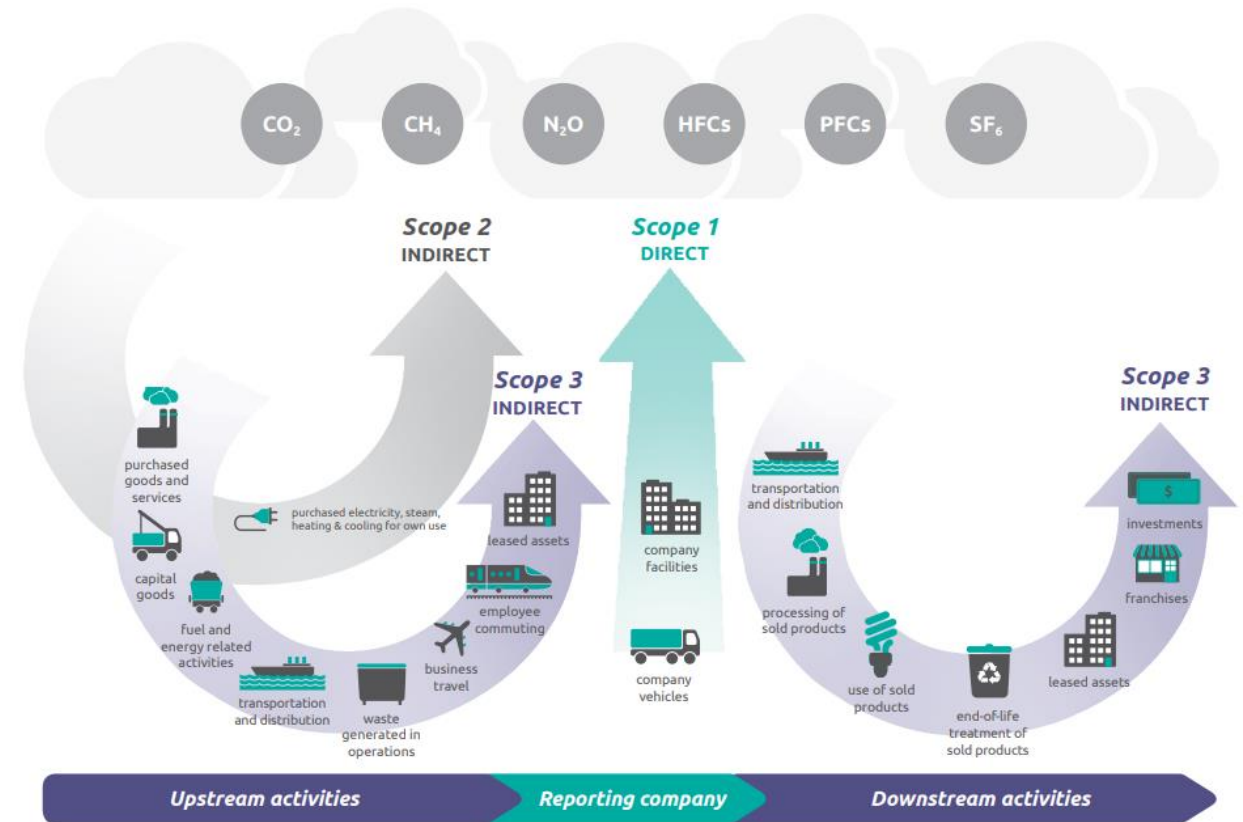 CO₂
CH₄
N₂O
HFCs
PFCs
SF₆
Scope 2
INDIRECT
Scope 1
DIRECT
Scope 3
INDIRECT
Scope 3
INDIRECT
purchased
goods and
services
capital
goods
fuel and
energy related
activities
transportation
and distribution
waste
generated in
operations
business
travel
employee
commuting
leased assets
purchased electricity, steam,
heating & cooling for own use
company
facilities
company
vehicles
transportation
and distribution
processing of
sold products
use of sold
products
end-of-life
treatment of
sold products
leased assets
franchises
$
investments
Upstream activities
Reporting company
Downstream activities